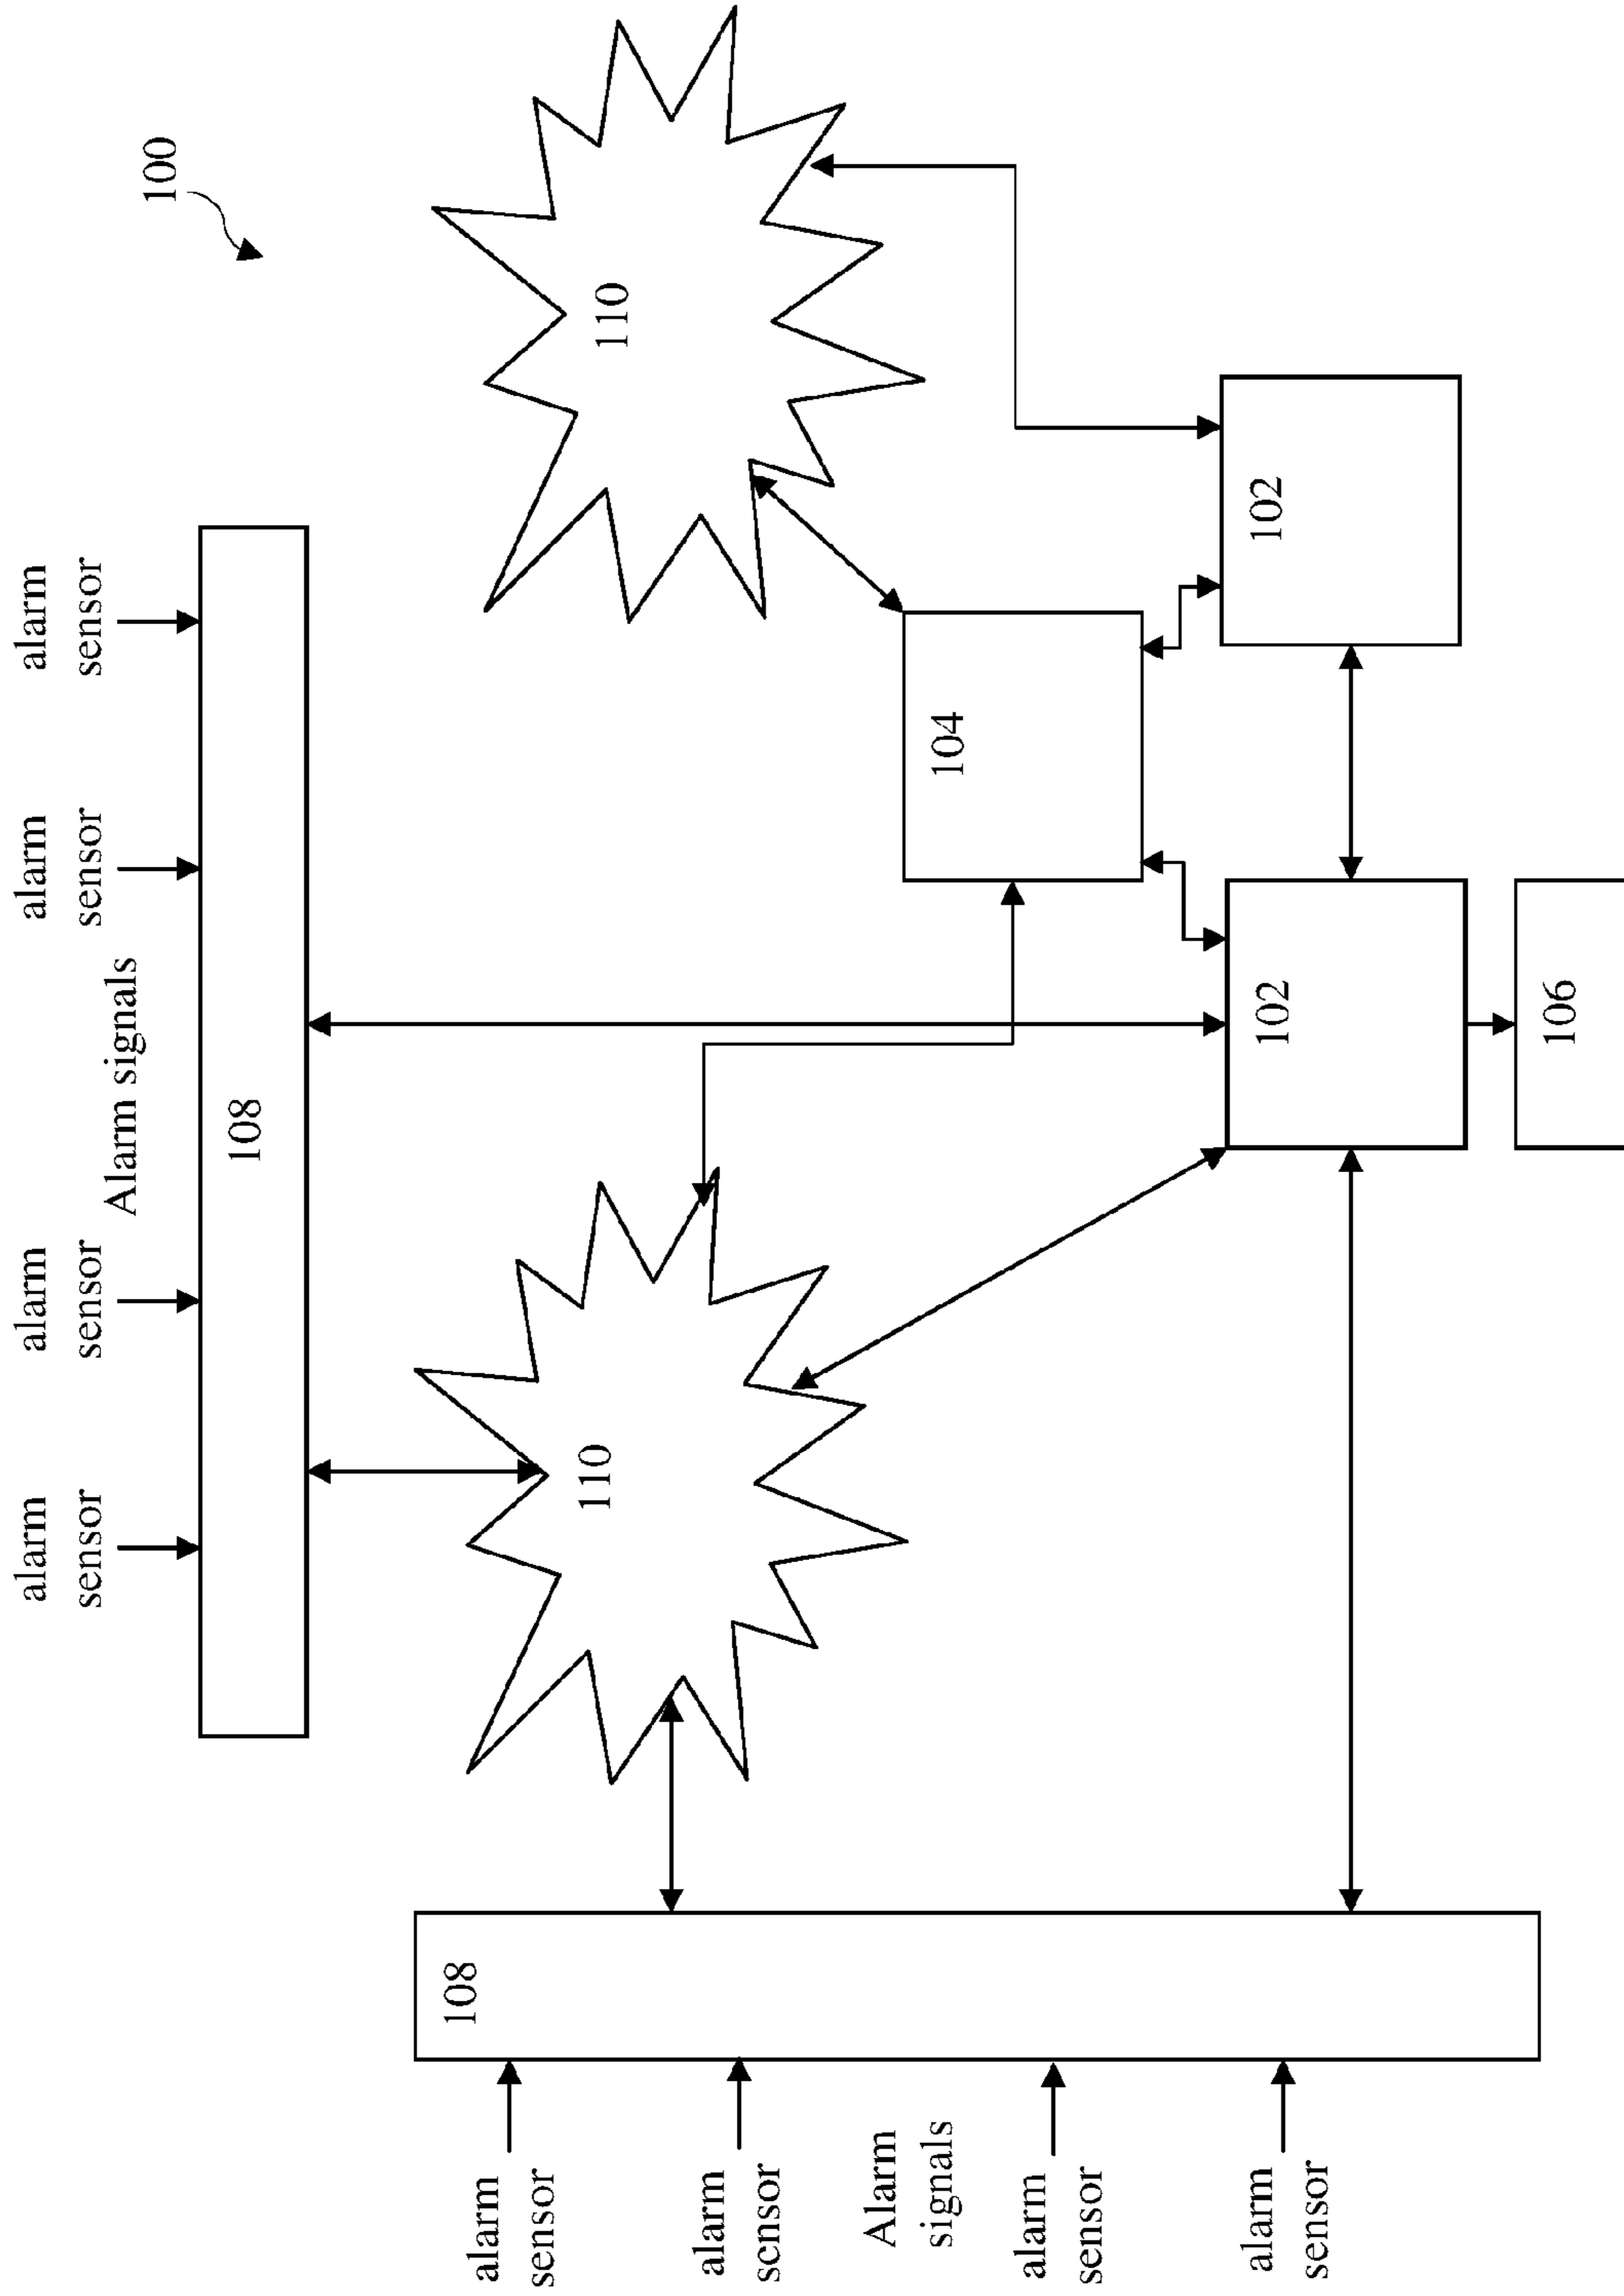 alarm
sensor
alarm
sensor
Alarm signals
alarm
sensor
alarm
sensor
100
108
108
alarm
sensor
110
110
alarm
sensor
Alarm
signals
104
alarm
sensor
102
102
alarm
sensor
106